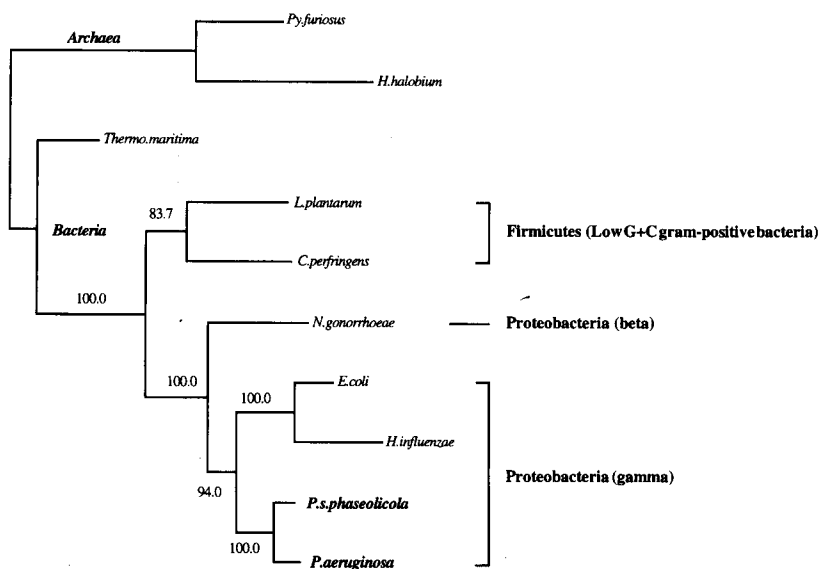 Py.furiosus
Archaea
H.halobium
Thermo.maritima
L.plantarum
83.7
Bacteria
Firmicutes (Low G+C gram-positive bacteria)
C.perfringens
100.0
N.gonorrhoeae
Proteobacteria (beta)
100.0
E.coli
100.0
H.influenzae
Proteobacteria (gamma)
94.0
P.s.phaseolicola
100.0
P.aeruginosa